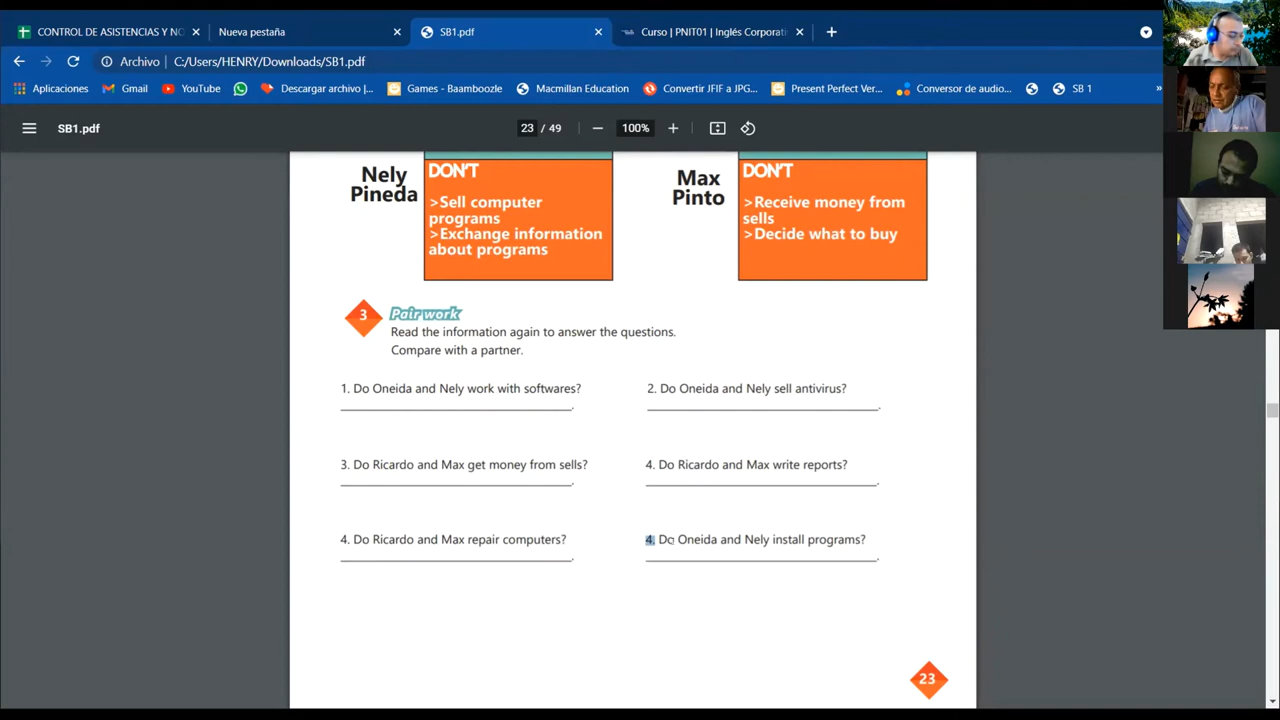 CONTROL DE ASISTENCIAS Y NO
Nueva pestaña
SB1.pdf
Curso | PNIT01 | Inglés Corporati
Archivo
C:/Users/HENRY/Downloads/SB1.pdf
Aplicaciones
Gmail
YouTube
Descargar archivo |...
Games - Baamboozle
Macmillan Education
Convertir JFIF a JPG...
Present Perfect Ver...
Conversor de audio...
SB 1
»
SB1.pdf
23 / 49
100%
Nely
Pineda
DON'T
>Sell computer
programs
>Exchange information
about programs
Max
Pinto
DON'T
>Receive money from
sells
>Decide what to buy
3
Pair work
Read the information again to answer the questions.
Compare with a partner.
1. Do Oneida and Nely work with softwares?
2. Do Oneida and Nely sell antivirus?
3. Do Ricardo and Max get money from sells?
4. Do Ricardo and Max write reports?
4. Do Ricardo and Max repair computers?
4. Do Oneida and Nely install programs?
23